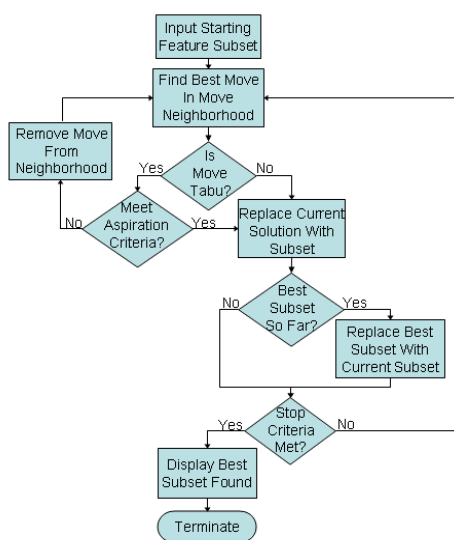 Input Starting
Feature Subset
Find Best Move
In Move
Neighborhood
Remove Move
From
Neighborhood
Is
Move
Tabu?
Yes
No
Meet
Aspiration
Criteria?
No
Yes
Replace Current
Solution With
Subset
Best
Subset
So Far?
No
Yes
Replace Best
Subset With
Current Subset
Stop
Criteria
Met?
Yes
No
Display Best
Subset Found
Terminate